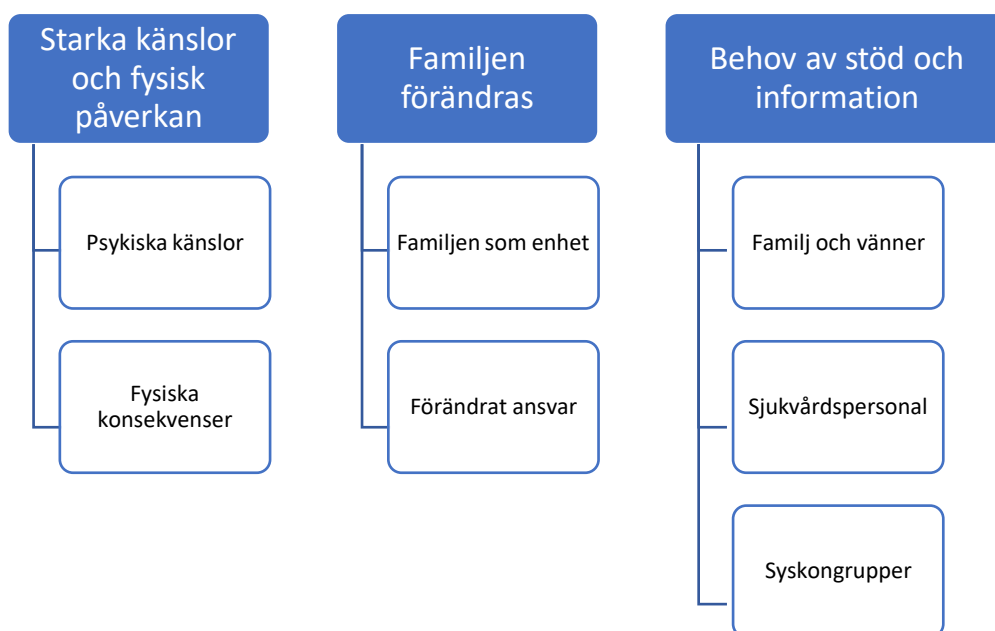 Starka känslor
och fysisk
påverkan
Psykiska känslor
Fysiska
konsekvenser
Familjen
förändras
Familjen som enhet
Förändrat ansvar
Behov av stöd och
information
Familj och vänner
Sjukvårdspersonal
Syskongrupper